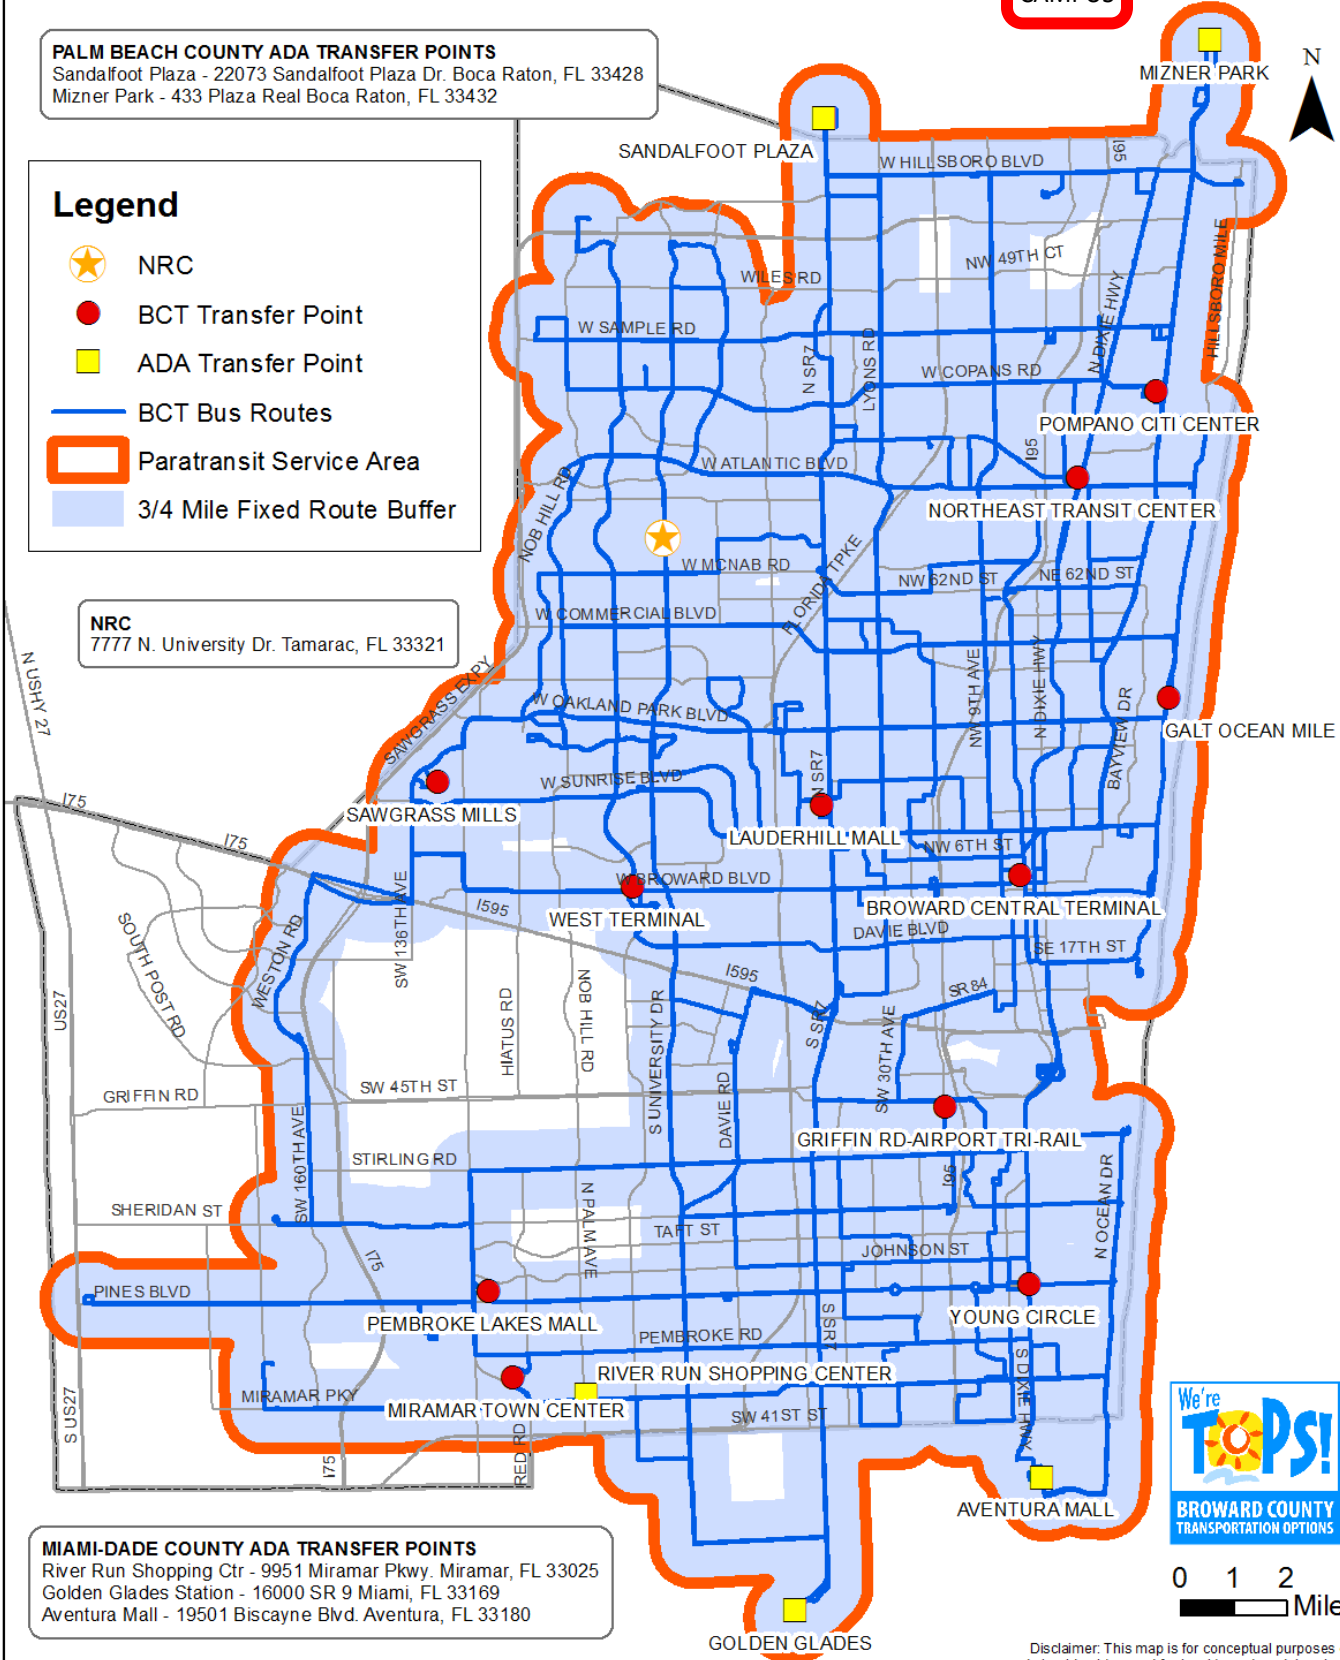 PALM BEACH COUNTY ADA TRANSFER POINTS
Sandalfoot Plaza - 22073 Sandalfoot Plaza Dr. Boca Raton, FL 33428
Mizner Park - 433 Plaza Real Boca Raton, FL 33432
N
MIZNER PARK
SANDALFOOT PLAZA
W HILLSBORO BLVD
I95
Legend
NRC
BCT Transfer Point
ADA Transfer Point
BCT Bus Routes
Paratransit Service Area
3/4 Mile Fixed Route Buffer
NW 49TH CT
WILES RD
HILLSBORO MILE
N DIXIE HWY
W SAMPLE RD
N SR7
LYONS RD
W COPANS RD
POMPANO CITI CENTER
I95
W ATLANTIC BLVD
NOB HILL RD
NORTHEAST TRANSIT CENTER
FLORIDA TPKE
W MCNAB RD
NW 62ND ST
NE 62ND ST
W COMMERCIAL BLVD
NRC
7777 N. University Dr. Tamarac, FL 33321
N USHY 27
SAWGRASS EXPY
NW 9TH AVE
N DIXIE HWY
BAYVIEW DR
W OAKLAND PARK BLVD
GALT OCEAN MILE
W SUNRISE BLVD
N SR7
I75
SAWGRASS MILLS
LAUDERHILL MALL
I75
NW 6TH ST
W BROWARD BLVD
I595
WEST TERMINAL
BROWARD CENTRAL TERMINAL
SW 136TH AVE
DAVIE BLVD
SE 17TH ST
SOUTH POST RD
WESTON RD
I595
SR 84
US27
HIATUS RD
NOB HILL RD
S UNIVERSITY DR
S SR7
SW 30TH AVE
GRIFFIN RD
SW 45TH ST
DAVIE RD
GRIFFIN RD-AIRPORT TRI-RAIL
SW 160TH AVE
STIRLING RD
I95
N OCEAN DR
SHERIDAN ST
N PALM AVE
TAFT ST
JOHNSON ST
I75
PINES BLVD
PEMBROKE LAKES MALL
YOUNG CIRCLE
S SR7
PEMBROKE RD
RIVER RUN SHOPPING CENTER
S DIXIE HWY
MIRAMAR PKY
MIRAMAR TOWN CENTER
SW 41ST ST
S US27
I75
RED RD
AVENTURA MALL
We're
TOPS!
BROWARD COUNTY
TRANSPORTATION OPTIONS
MIAMI-DADE COUNTY ADA TRANSFER POINTS
River Run Shopping Ctr - 9951 Miramar Pkwy. Miramar, FL 33025
Golden Glades Station - 16000 SR 9 Miami, FL 33169
Aventura Mall - 19501 Biscayne Blvd. Aventura, FL 33180
0 1 2
Mile
GOLDEN GLADES
Disclaimer: This map is for conceptual purposes